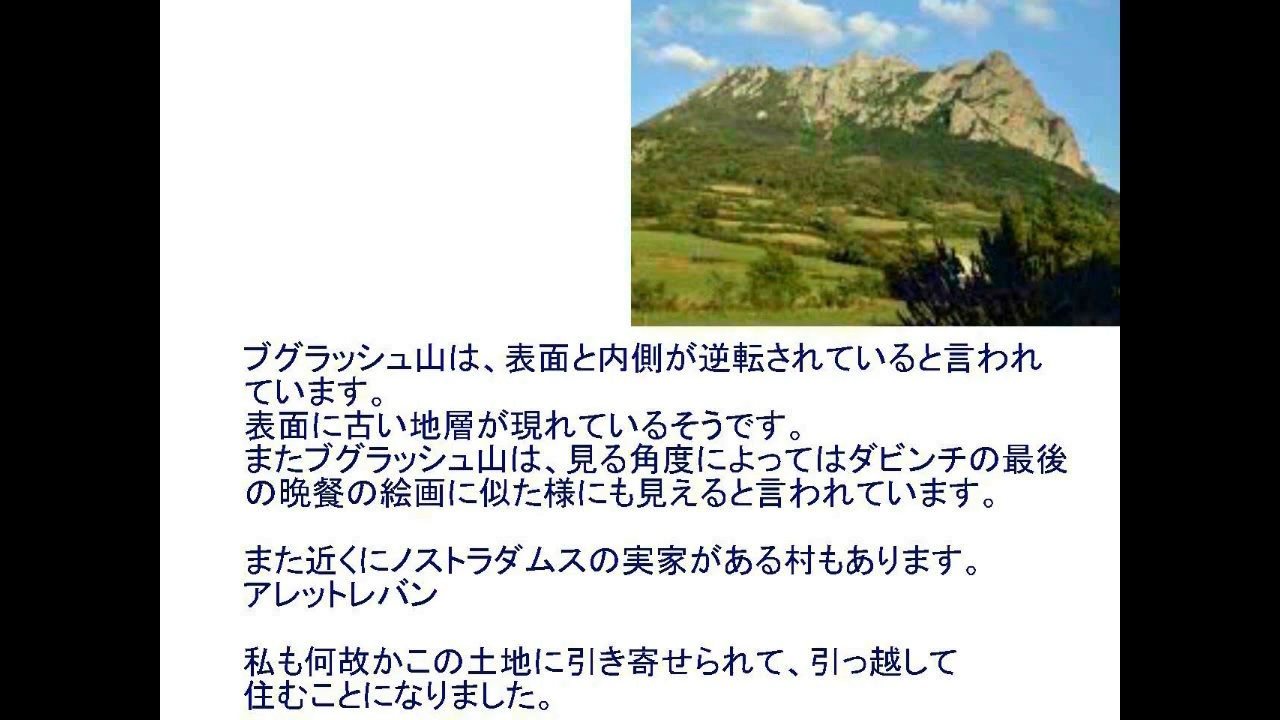 ブグラッシュ山は、表面と内側が逆転されていると言われ
ています。
表面に古い地層が現れているそうです。
またブグラッシュ山は、見る角度によってはダビンチの最後
の晩餐の絵画に似た様にも見えると言われています。
また近くにノストラダムスの実家がある村もあります。
アレットレバン
私も何故かこの土地に引き寄せられて、引っ越して
住むことになりました。